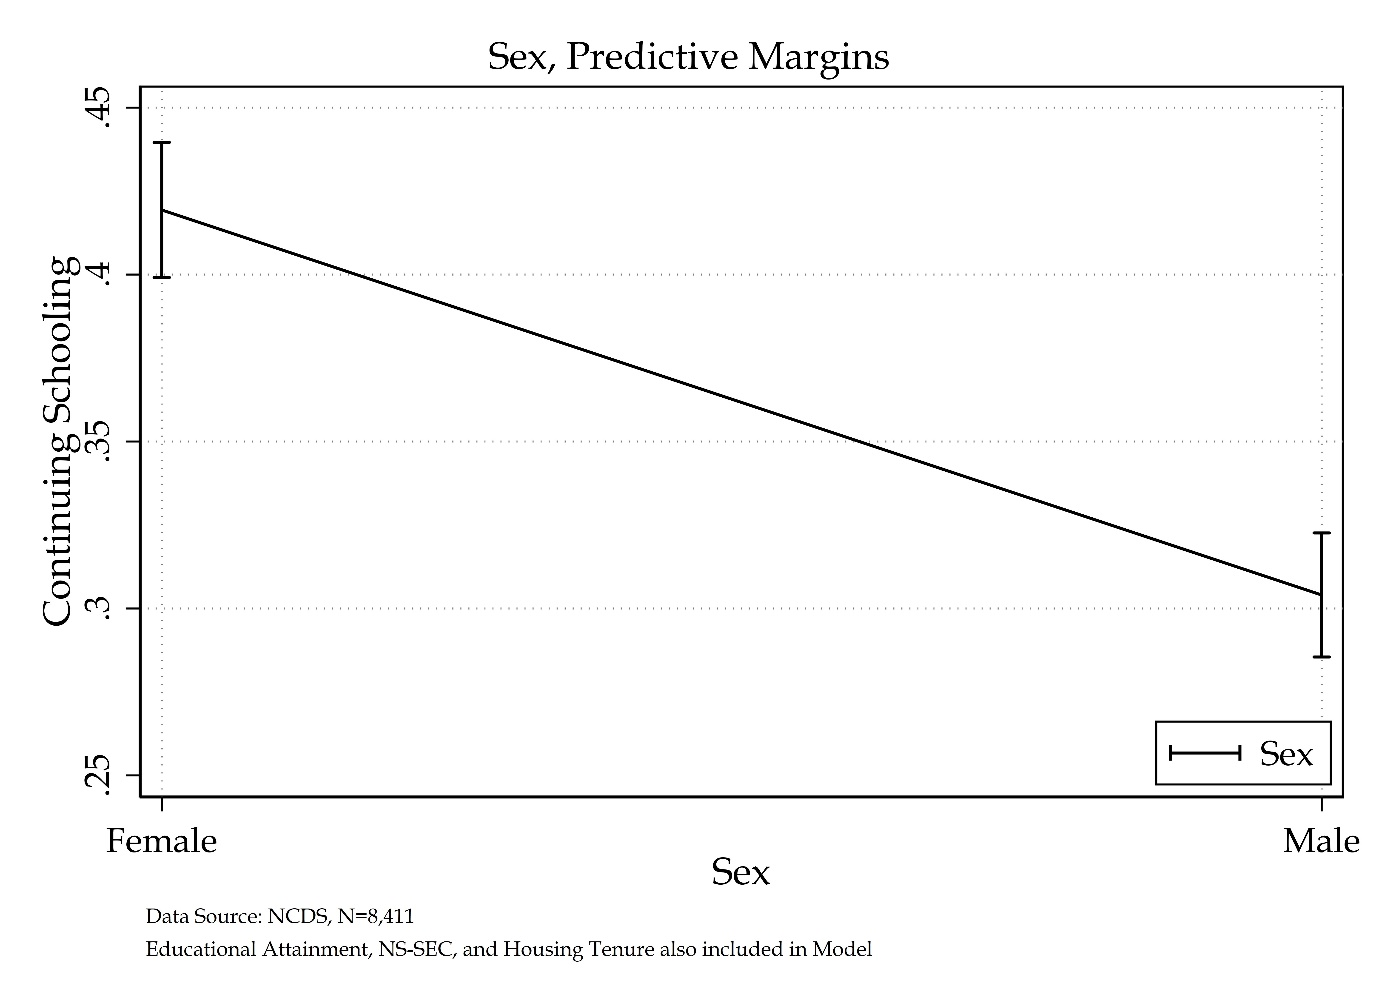 Sex, Predictive Margins
Continuing Schooling
.45
.4
.35
.3
.25
Sex
Female
Male
Sex
Data Source: NCDS, N=8,411
Educational Attainment, NS-SEC, and Housing Tenure also included in Model